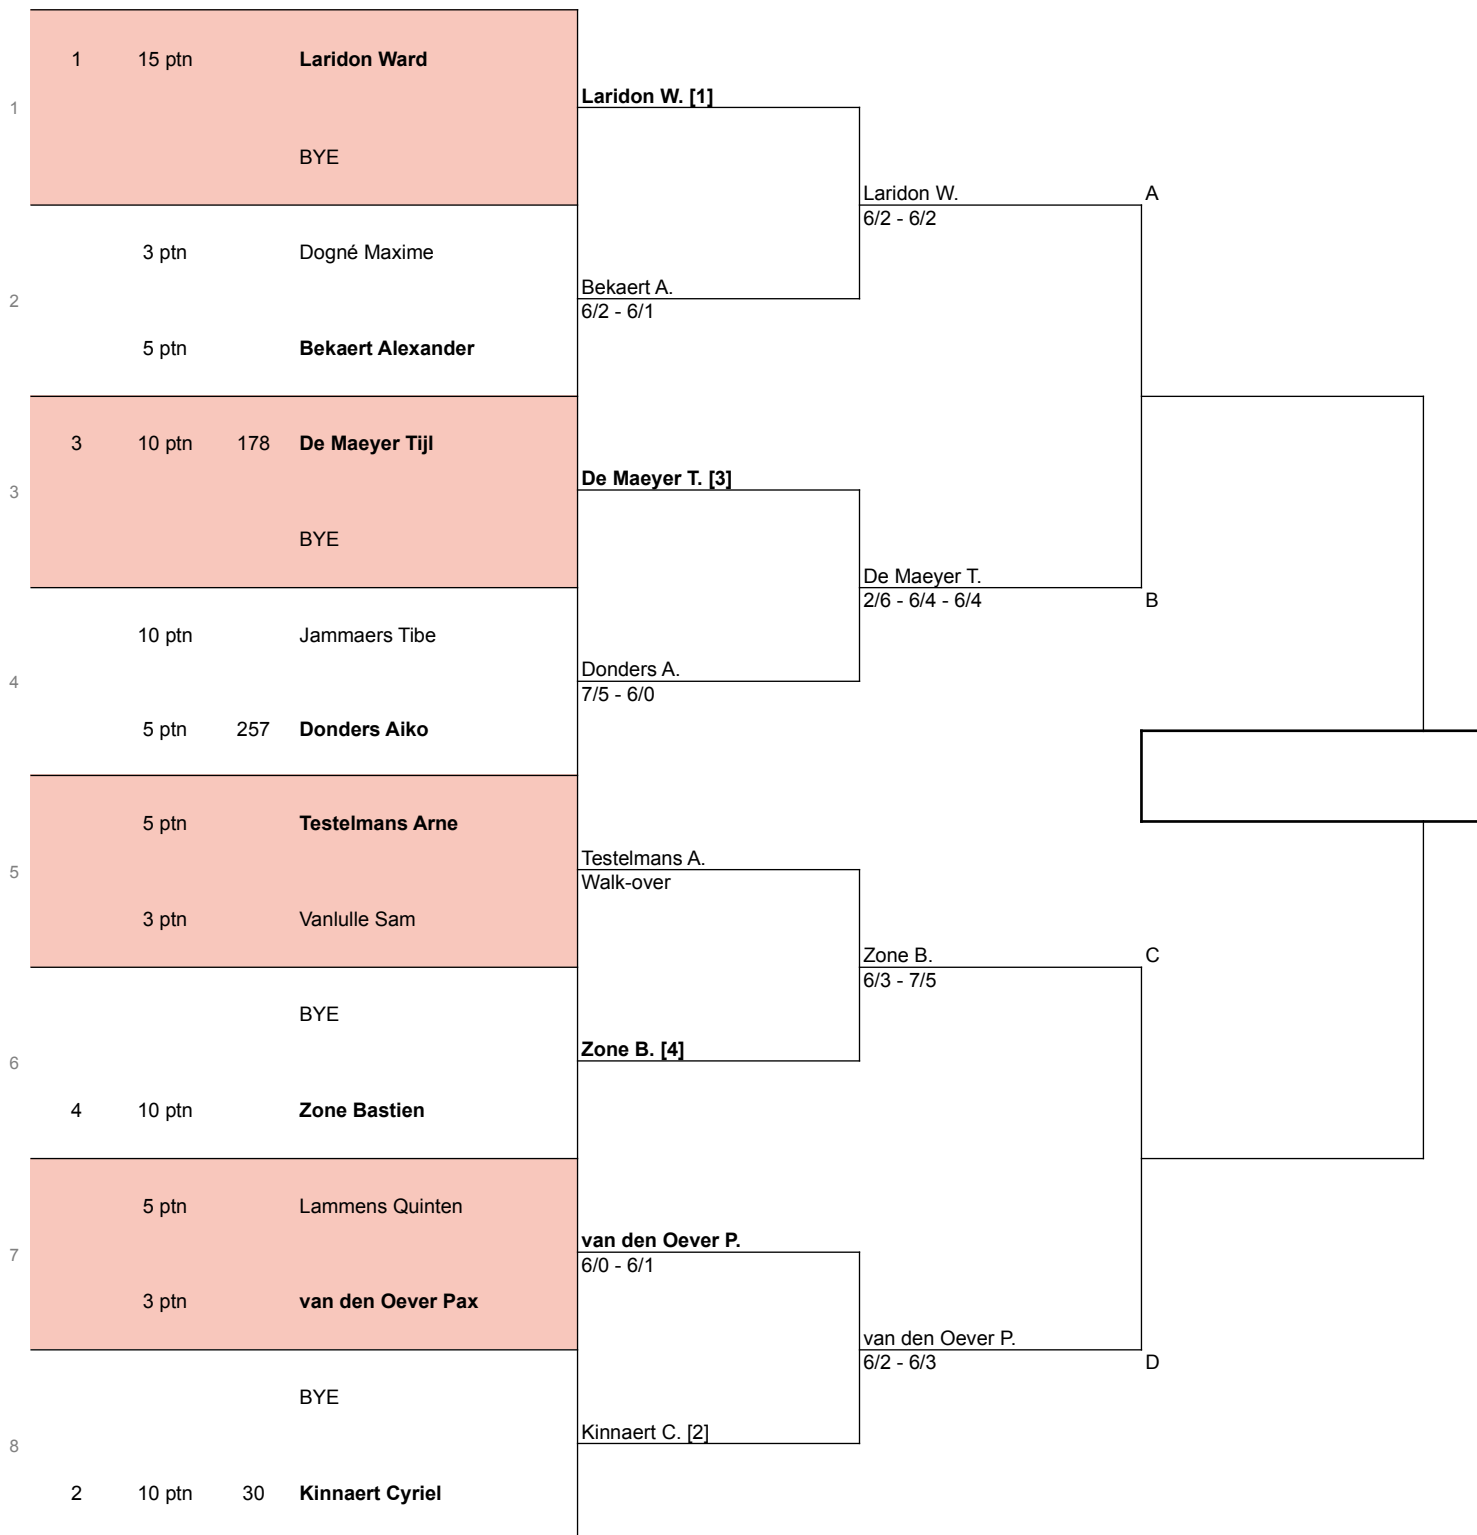 1 15 ptn Laridon Ward
Laridon W. [1]
1
BYE
Laridon W. A
6/2 - 6/2
3 ptn Dogné Maxime
Bekaert A.
2
6/2 - 6/1
5 ptn Bekaert Alexander
3 10 ptn 178 De Maeyer Tijl
De Maeyer T. [3]
3
BYE
De Maeyer T.
2/6 - 6/4 - 6/4 B
10 ptn Jammaers Tibe
Donders A.
4
7/5 - 6/0
5 ptn 257 Donders Aiko
5 ptn Testelmans Arne
Testelmans A.
5
Walk-over
3 ptn Vanlulle Sam
Zone B. C
6/3 - 7/5
BYE
Zone B. [4]
6
4 10 ptn Zone Bastien
5 ptn Lammens Quinten
van den Oever P.
7
6/0 - 6/1
3 ptn van den Oever Pax
van den Oever P.
6/2 - 6/3 D
BYE
Kinnaert C. [2]
8
2 10 ptn 30 Kinnaert Cyriel